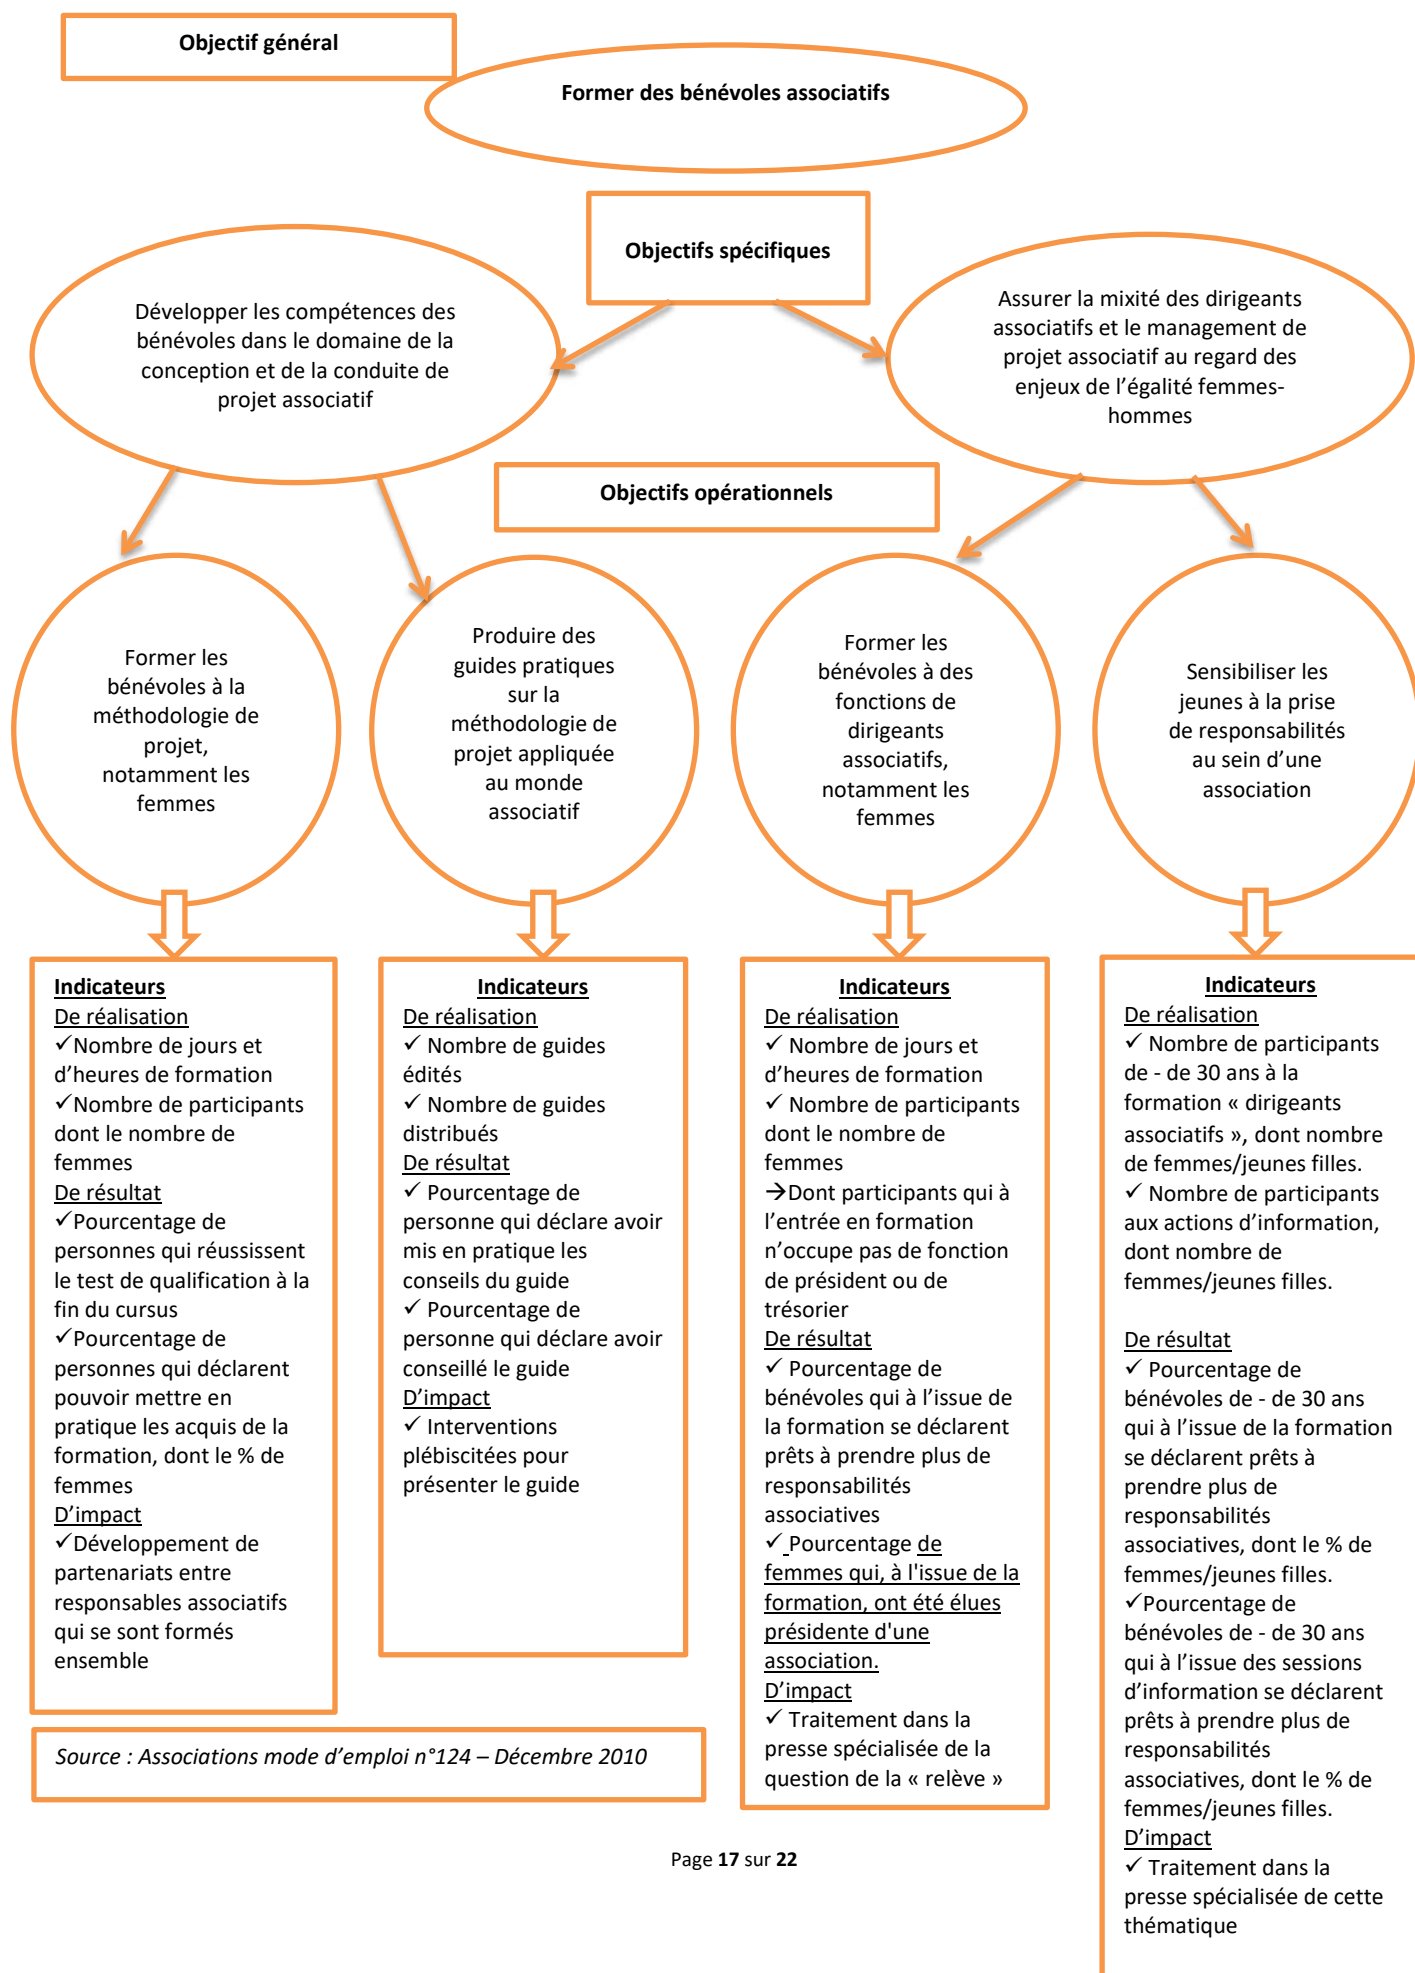 Objectif général
Former des bénévoles associatifs
Objectifs spécifiques
Développer les compétences des
bénévoles dans le domaine de la
conception et de la conduite de
projet associatif
Assurer la mixité des dirigeants
associatifs et le management de
projet associatif au regard des
enjeux de l’égalité femmes-
hommes
Objectifs opérationnels
Former les
bénévoles à la
méthodologie de
projet,
notamment les
femmes
Produire des
guides pratiques
sur la
méthodologie de
projet appliquée
au monde
associatif
Former les
bénévoles à des
fonctions de
dirigeants
associatifs,
notamment les
femmes
Sensibiliser les
jeunes à la prise
de responsabilités
au sein d’une
association
Indicateurs
De réalisation
✓Nombre de jours et
d’heures de formation
✓Nombre de participants
dont le nombre de
femmes
De résultat
✓Pourcentage de
personnes qui réussissent
le test de qualification à la
fin du cursus
✓Pourcentage de
personnes qui déclarent
pouvoir mettre en
pratique les acquis de la
formation, dont le % de
femmes
D’impact
✓Développement de
partenariats entre
responsables associatifs
qui se sont formés
ensemble
Indicateurs
De réalisation
✓ Nombre de guides
édités
✓ Nombre de guides
distribués
De résultat
✓ Pourcentage de
personne qui déclare avoir
mis en pratique les
conseils du guide
✓ Pourcentage de
personne qui déclare avoir
conseillé le guide
D’impact
✓ Interventions
plébiscitées pour
présenter le guide
Indicateurs
De réalisation
✓ Nombre de jours et
d’heures de formation
✓ Nombre de participants
dont le nombre de
femmes
→Dont participants qui à
l’entrée en formation
n’occupe pas de fonction
de président ou de
trésorier
De résultat
✓ Pourcentage de
bénévoles qui à l’issue de
la formation se déclarent
prêts à prendre plus de
responsabilités
associatives
✓ Pourcentage de
femmes qui, à l'issue de la
formation, ont été élues
présidente d'une
association.
D’impact
✓ Traitement dans la
presse spécialisée de la
question de la « relève »
Indicateurs
De réalisation
✓ Nombre de participants
de - de 30 ans à la
formation « dirigeants
associatifs », dont nombre
de femmes/jeunes filles.
✓ Nombre de participants
aux actions d’information,
dont nombre de
femmes/jeunes filles.
De résultat
✓ Pourcentage de
bénévoles de - de 30 ans
qui à l’issue de la formation
se déclarent prêts à
prendre plus de
responsabilités
associatives, dont le % de
femmes/jeunes filles.
✓Pourcentage de
bénévoles de - de 30 ans
qui à l’issue des sessions
d’information se déclarent
prêts à prendre plus de
responsabilités
associatives, dont le % de
femmes/jeunes filles.
D’impact
✓ Traitement dans la
presse spécialisée de cette
thématique
Source : Associations mode d’emploi n°124 – Décembre 2010
Page 17 sur 22